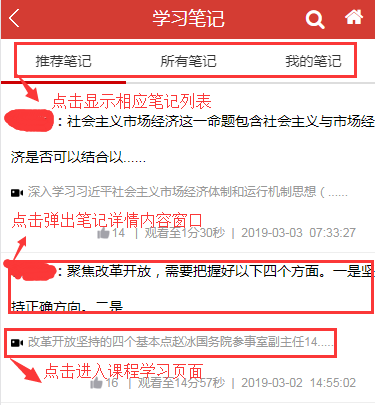 学习笔记
推荐笔记 所有笔记 我的笔记
点击显示相应笔记列表
：社会主义市场经济这一命题包含社会主义与市场经
济是否可以结合以......
深入学习习近平社会主义市场经济体制和运行机制思想（......
点击弹出笔记详情内容窗口
14 | 观看至1分30秒 | 2019-03-03 07:33:27
：聚焦改革开放，需要把握好以下四个方面。一是坚
持正确方向。二是
改革开放坚持的四个基本点赵冰国务院参事室副主任14.....
点击进入课程学习页面
16 | 观看至14分57秒 | 2019-03-02 14:55:02